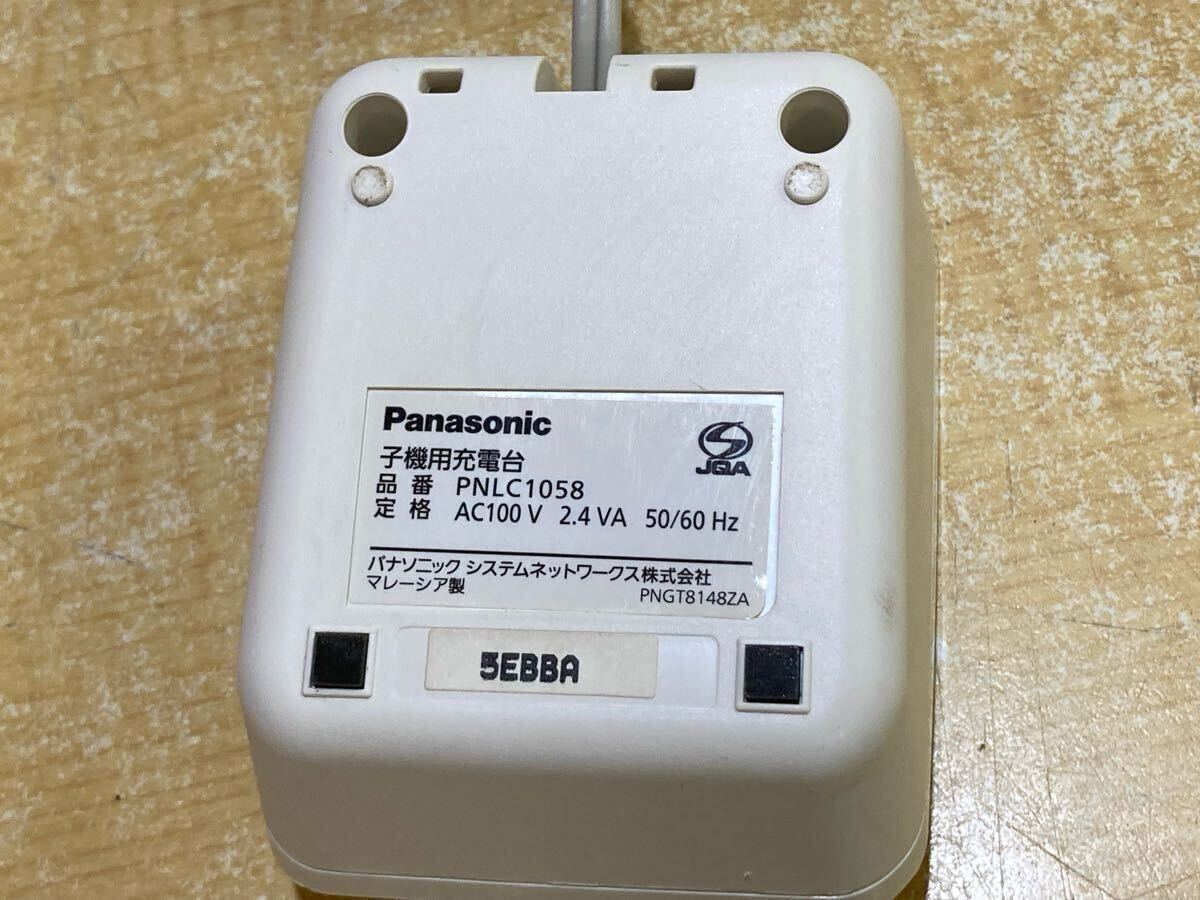 Panasonic
JQA
子機用充電台
品番 PNLC1058
定格 AC100 V 2.4 VA 50/60 Hz
パナソニック システムネットワークス株式会社
マレーシア製 PNGT8148ZA
5EBBA